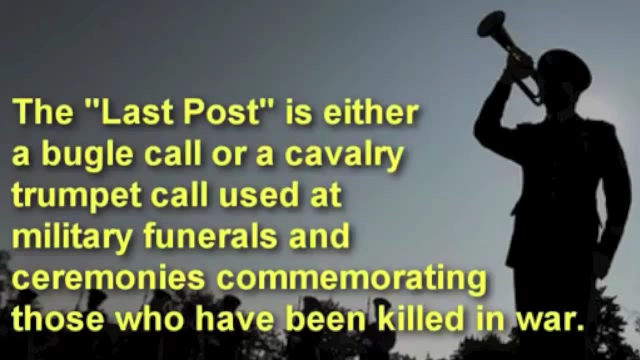 The "Last Post" is either
a bugle call or a cavalry
trumpet call used at
military funerals and
ceremonies commemorating
those who have been killed in war.